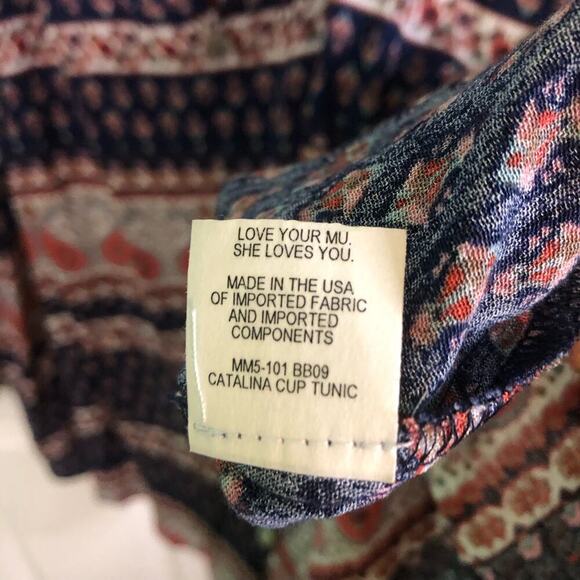 LOVE YOUR MU.
SHE LOVES YOU.
MADE IN THE USA
OF IMPORTED FABRIC
AND IMPORTED
COMPONENTS
MM5-101 BB09
CATALINA CUP TUNIC